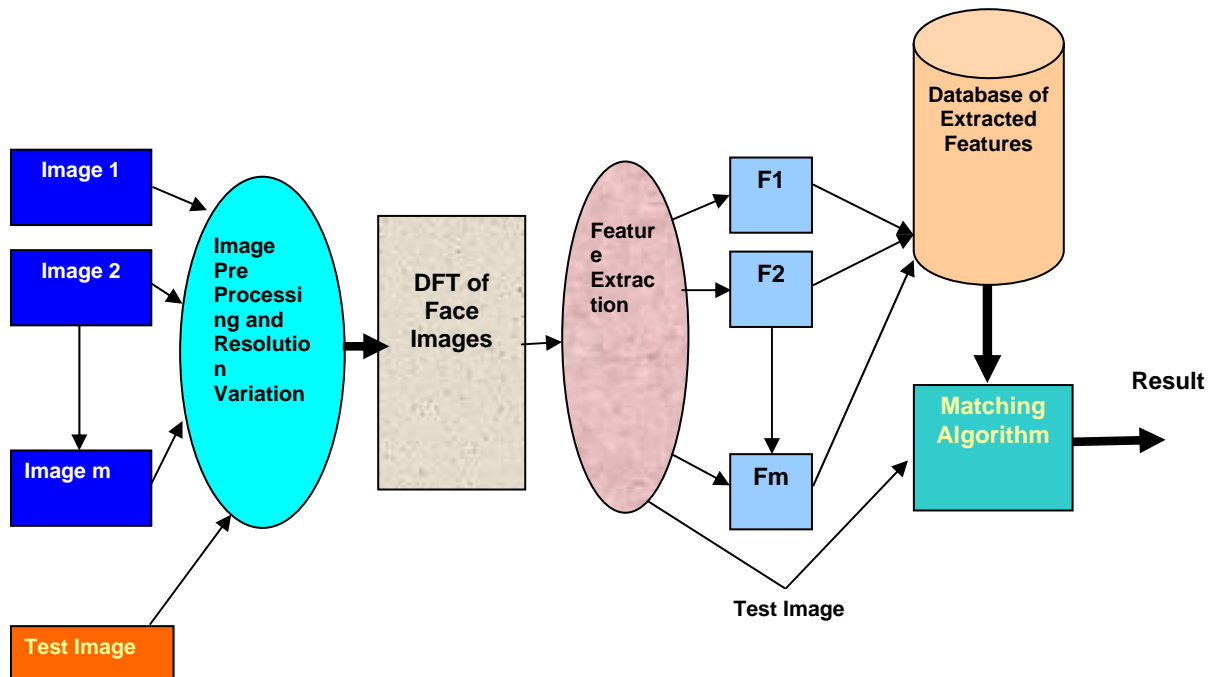 Image 1
Image 2
Image m
Test Image
Image
Pre
Processi
ng and
Resolutio
n
Variation
DFT of
Face
Images
Featur
e
Extrac
tion
F1
F2
Fm
Test Image
Database of
Extracted
Features
Matching
Algorithm
Result